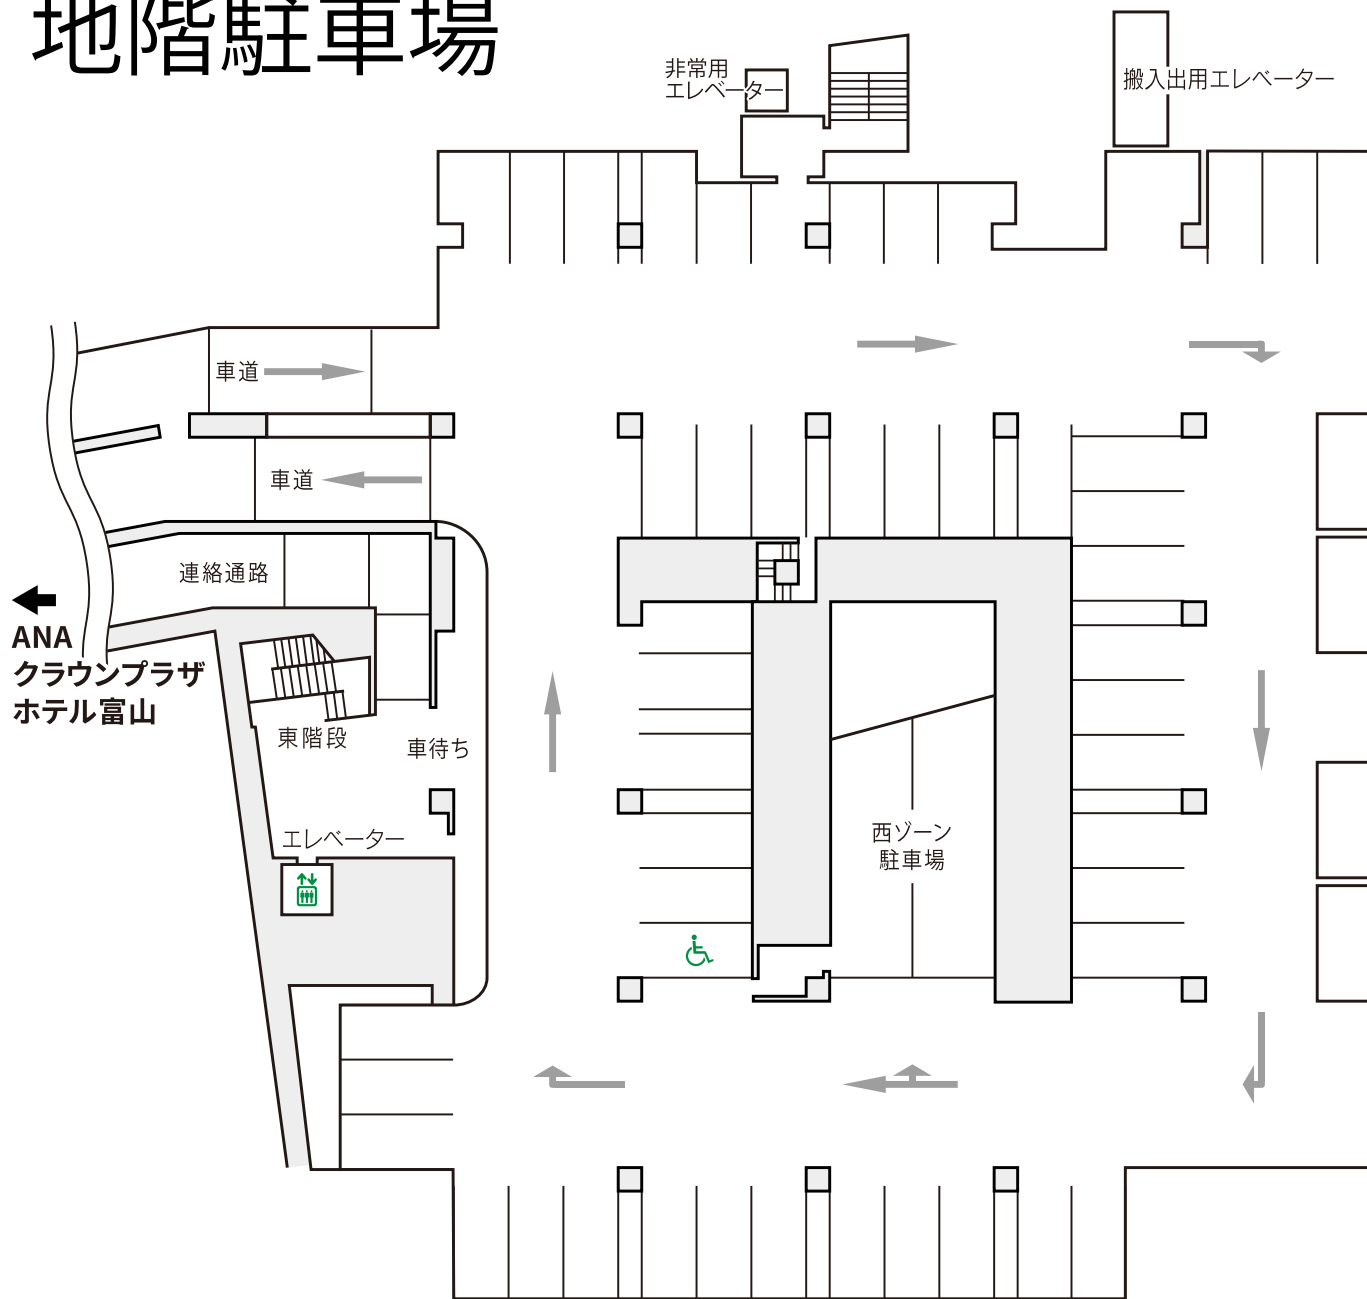 地階駐車場
非常用
エレベーター
搬入出用エレベーター
車道
車道
連絡通路
ANA
クラウンプラザ
ホテル富山
東階段
車待ち
エレベーター
西ゾーン
駐車場